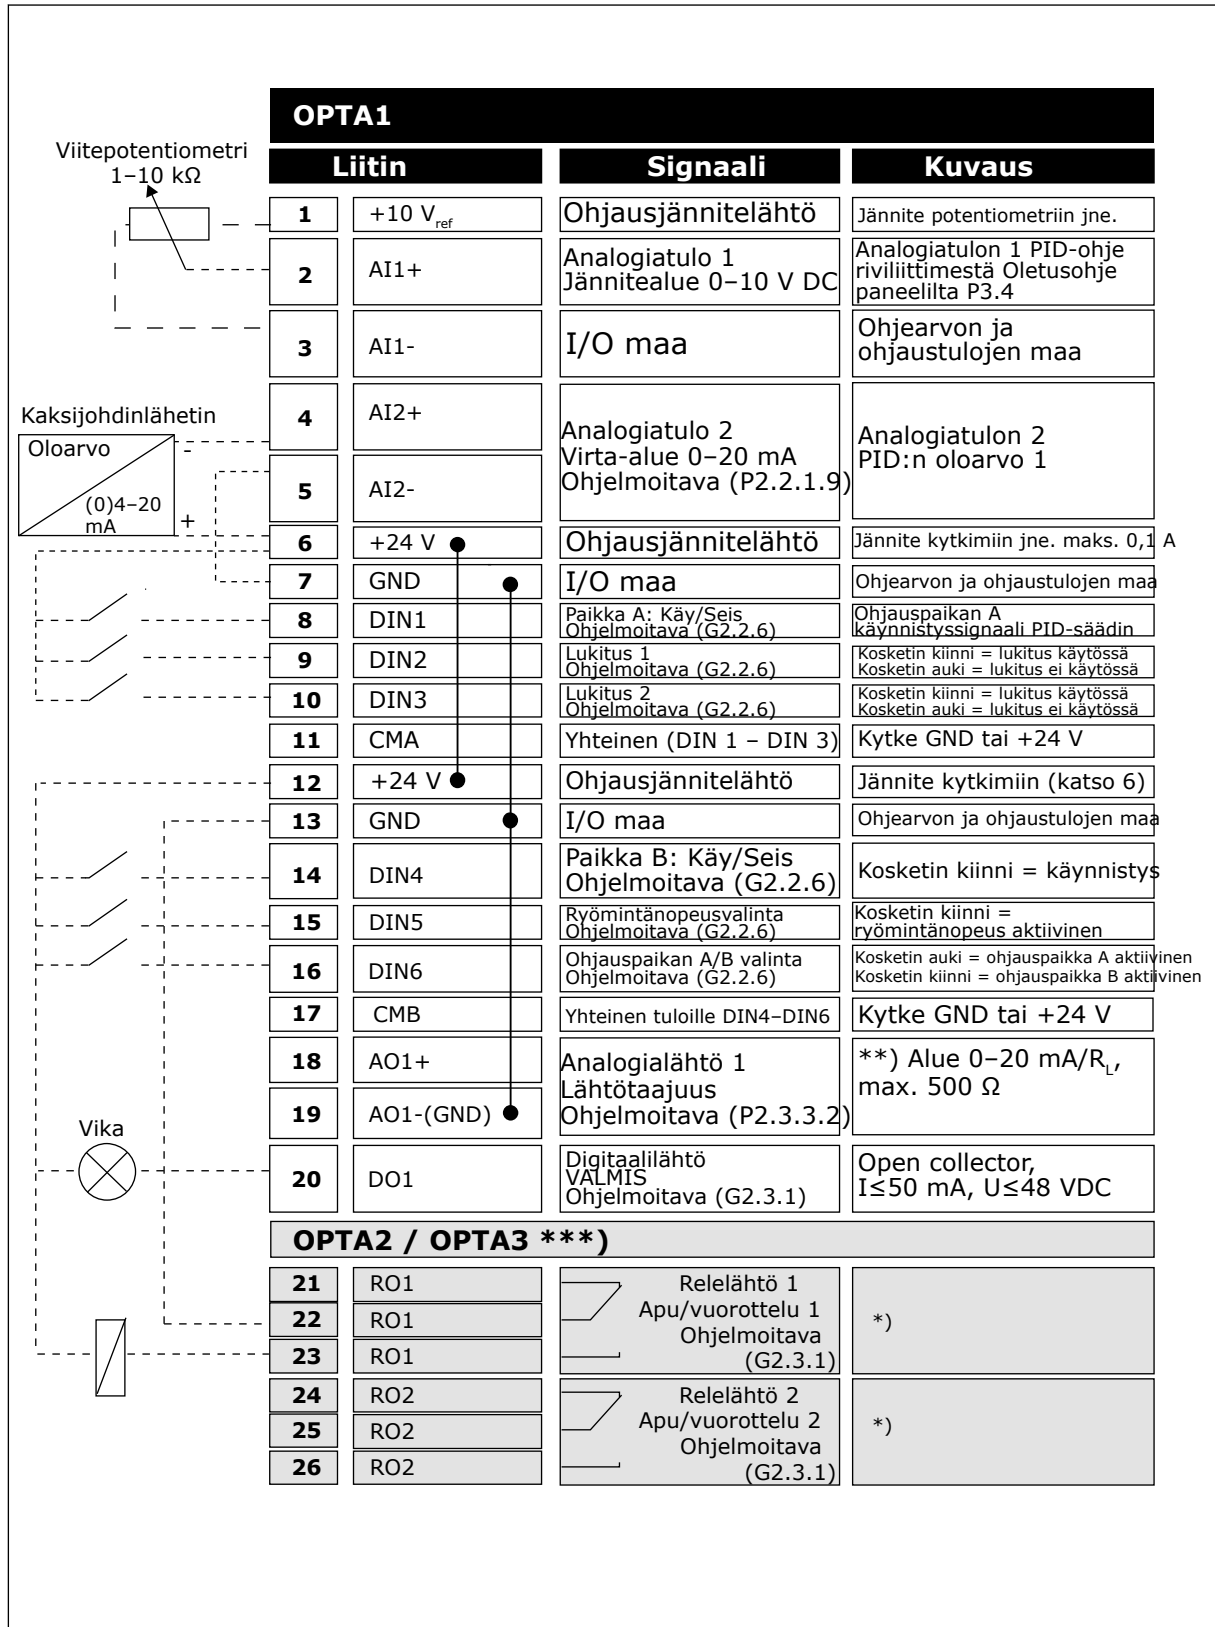 OPTA1
Viitepotentiometri
1–10 kΩ
Liitin
Signaali
Kuvaus
1
+10 Vref
Ohjausjännitelähtö
Jännite potentiometriin jne.
2
AI1+
Analogiatulo 1
Jännitealue 0–10 V DC
Analogiatulon 1 PID-ohje
riviliittimestä Oletusohje
paneelilta P3.4
3
AI1-
I/O maa
Ohjearvon ja
ohjaustulojen maa
Kaksijohdinlähetin
Oloarvo
-
(0)4–20
mA
+
4
AI2+
Analogiatulo 2
Virta-alue 0–20 mA
Ohjelmoitava (P2.2.1.9)
Analogiatulon 2
PID:n oloarvo 1
5
AI2-
6
+24 V
Ohjausjännitelähtö
Jännite kytkimiin jne. maks. 0,1 A
7
GND
I/O maa
Ohjearvon ja ohjaustulojen maa
8
DIN1
Paikka A: Käy/Seis
Ohjelmoitava (G2.2.6)
Ohjauspaikan A
käynnistyssignaali PID-säädin
9
DIN2
Lukitus 1
Ohjelmoitava (G2.2.6)
Kosketin kiinni = lukitus käytössä
Kosketin auki = lukitus ei käytössä
10
DIN3
Lukitus 2
Ohjelmoitava (G2.2.6)
Kosketin kiinni = lukitus käytössä
Kosketin auki = lukitus ei käytössä
11
CMA
Yhteinen (DIN 1 – DIN 3)
Kytke GND tai +24 V
12
+24 V
Ohjausjännitelähtö
Jännite kytkimiin (katso 6)
13
GND
I/O maa
Ohjearvon ja ohjaustulojen maa
14
DIN4
Paikka B: Käy/Seis
Ohjelmoitava (G2.2.6)
Kosketin kiinni = käynnistys
15
DIN5
Ryömintänopeusvalinta
Ohjelmoitava (G2.2.6)
Kosketin kiinni =
ryömintänopeus aktiivinen
16
DIN6
Ohjauspaikan A/B valinta
Ohjelmoitava (G2.2.6)
Kosketin auki = ohjauspaikka A aktiivinen
Kosketin kiinni = ohjauspaikka B aktiivinen
17
CMB
Yhteinen tuloille DIN4–DIN6
Kytke GND tai +24 V
18
AO1+
Analogialähtö 1
Lähtötaajuus
Ohjelmoitava (P2.3.3.2)
**) Alue 0–20 mA/RL,
max. 500 Ω
19
AO1-(GND)
Vika
20
DO1
Digitaalilähtö
VALMIS
Ohjelmoitava (G2.3.1)
Open collector,
I≤50 mA, U≤48 VDC
OPTA2 / OPTA3 ***)
21
RO1
Relelähtö 1
Apu/vuorottelu 1
Ohjelmoitava
(G2.3.1)
*)
22
RO1
23
RO1
24
RO2
Relelähtö 2
Apu/vuorottelu 2
Ohjelmoitava
(G2.3.1)
*)
25
RO2
26
RO2